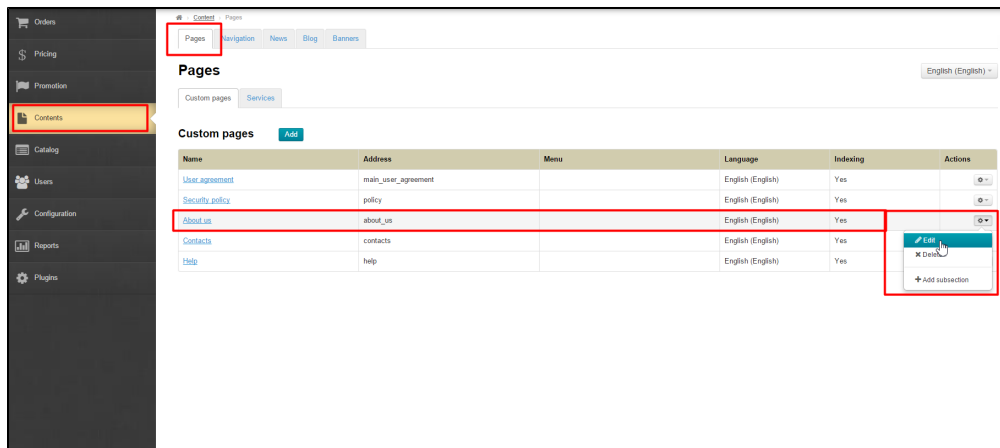 Orders
Pricing
Promotion
Contents
Catalog
Users
Configuration
Reports
Plugins
Content Pages
Pages Navigation News Blog Banners
Pages
English (English)
Custom pages Services
Custom pages Add
Name Address Menu Language Indexing Actions
User agreement main_user_agreement English (English) Yes
Security policy policy English (English) Yes
About us about_us English (English) Yes
Contacts contacts English (English) Yes
Help help English (English) Yes
Edit
Delete
Add subsection